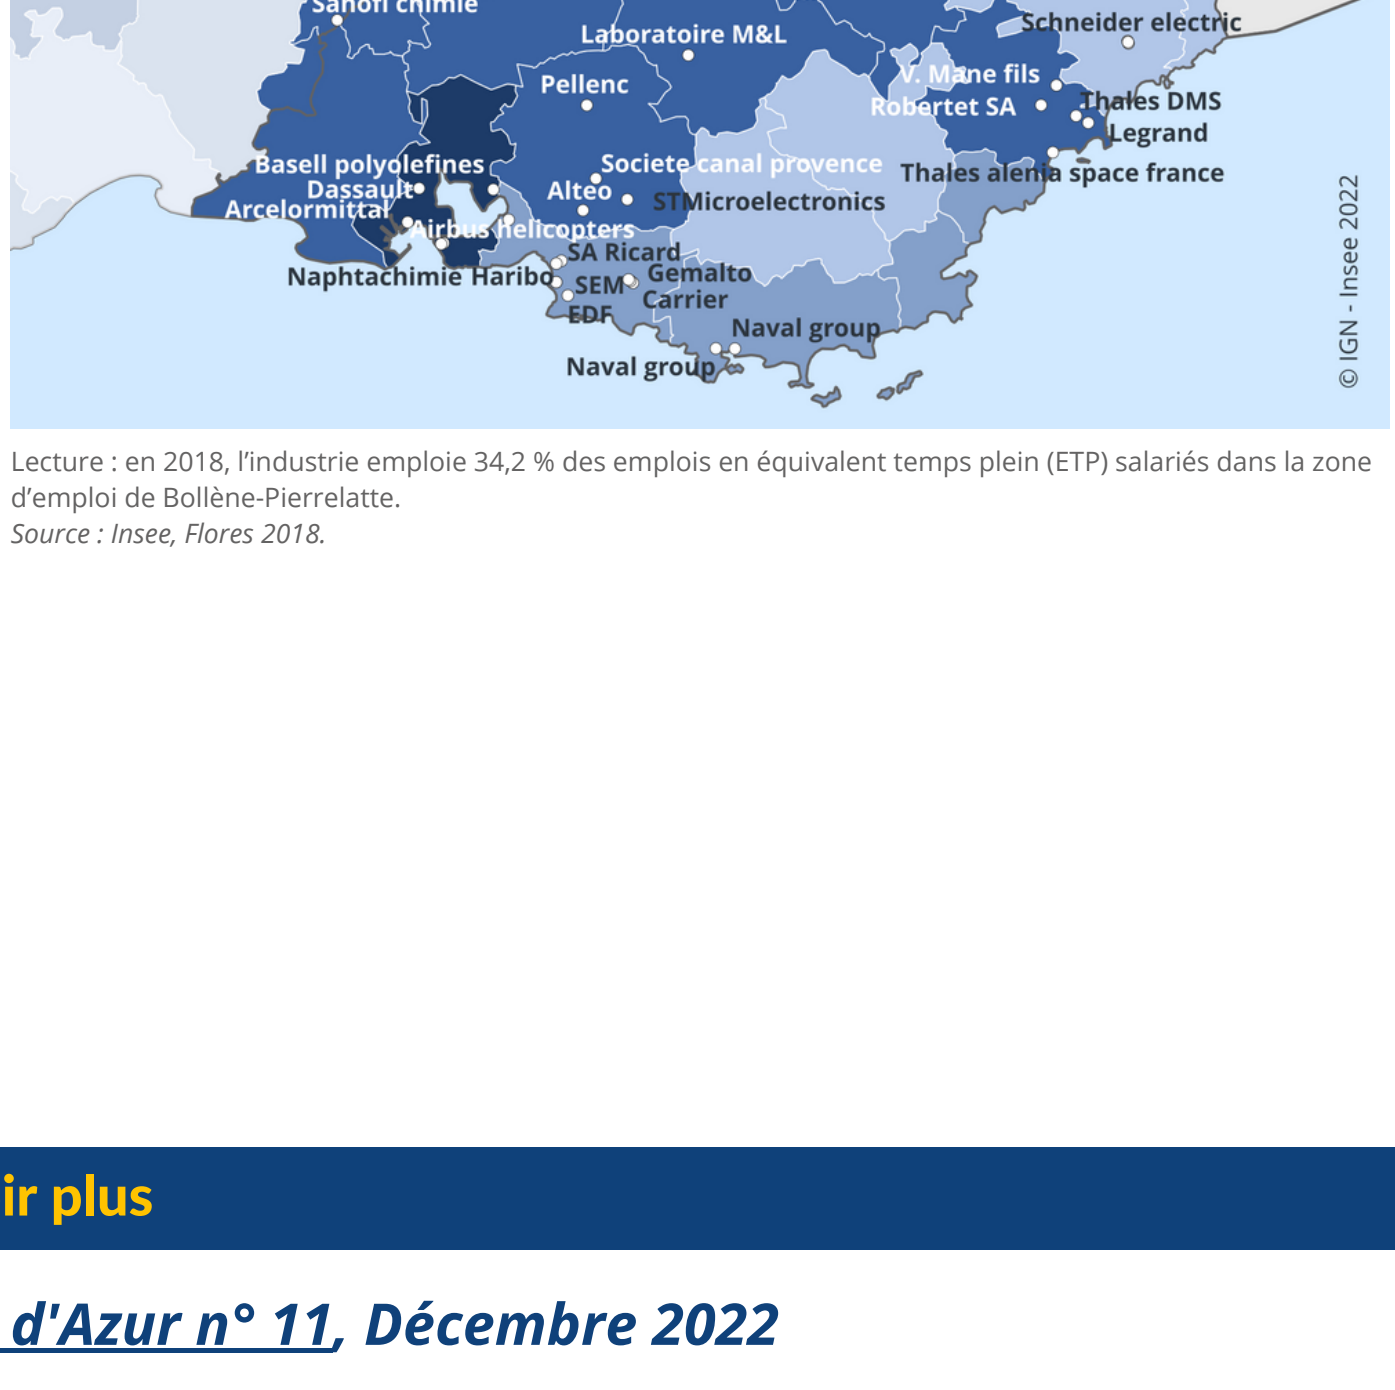 Sanofi chimie
Schneider electric
Laboratoire M&L
V. Mane fils
Pellenc
Thales DMS
Robertet SA
Legrand
Basell polyolefines
Societe canal provence
Thales alenia space france
Dassault
Alteo
STMicroelectronics
Arcelormittal
Airbus helicopters
SA Ricard
Naphtachimie Haribo
Gemalto
SEM
Carrier
EDF
Naval group
Naval group
© IGN - Insee 2022
Lecture : en 2018, l’industrie emploie 34,2 % des emplois en équivalent temps plein (ETP) salariés dans la zone
d’emploi de Bollène-Pierrelatte.
Source : Insee, Flores 2018.
ir plus
d'Azur n° 11, Décembre 2022